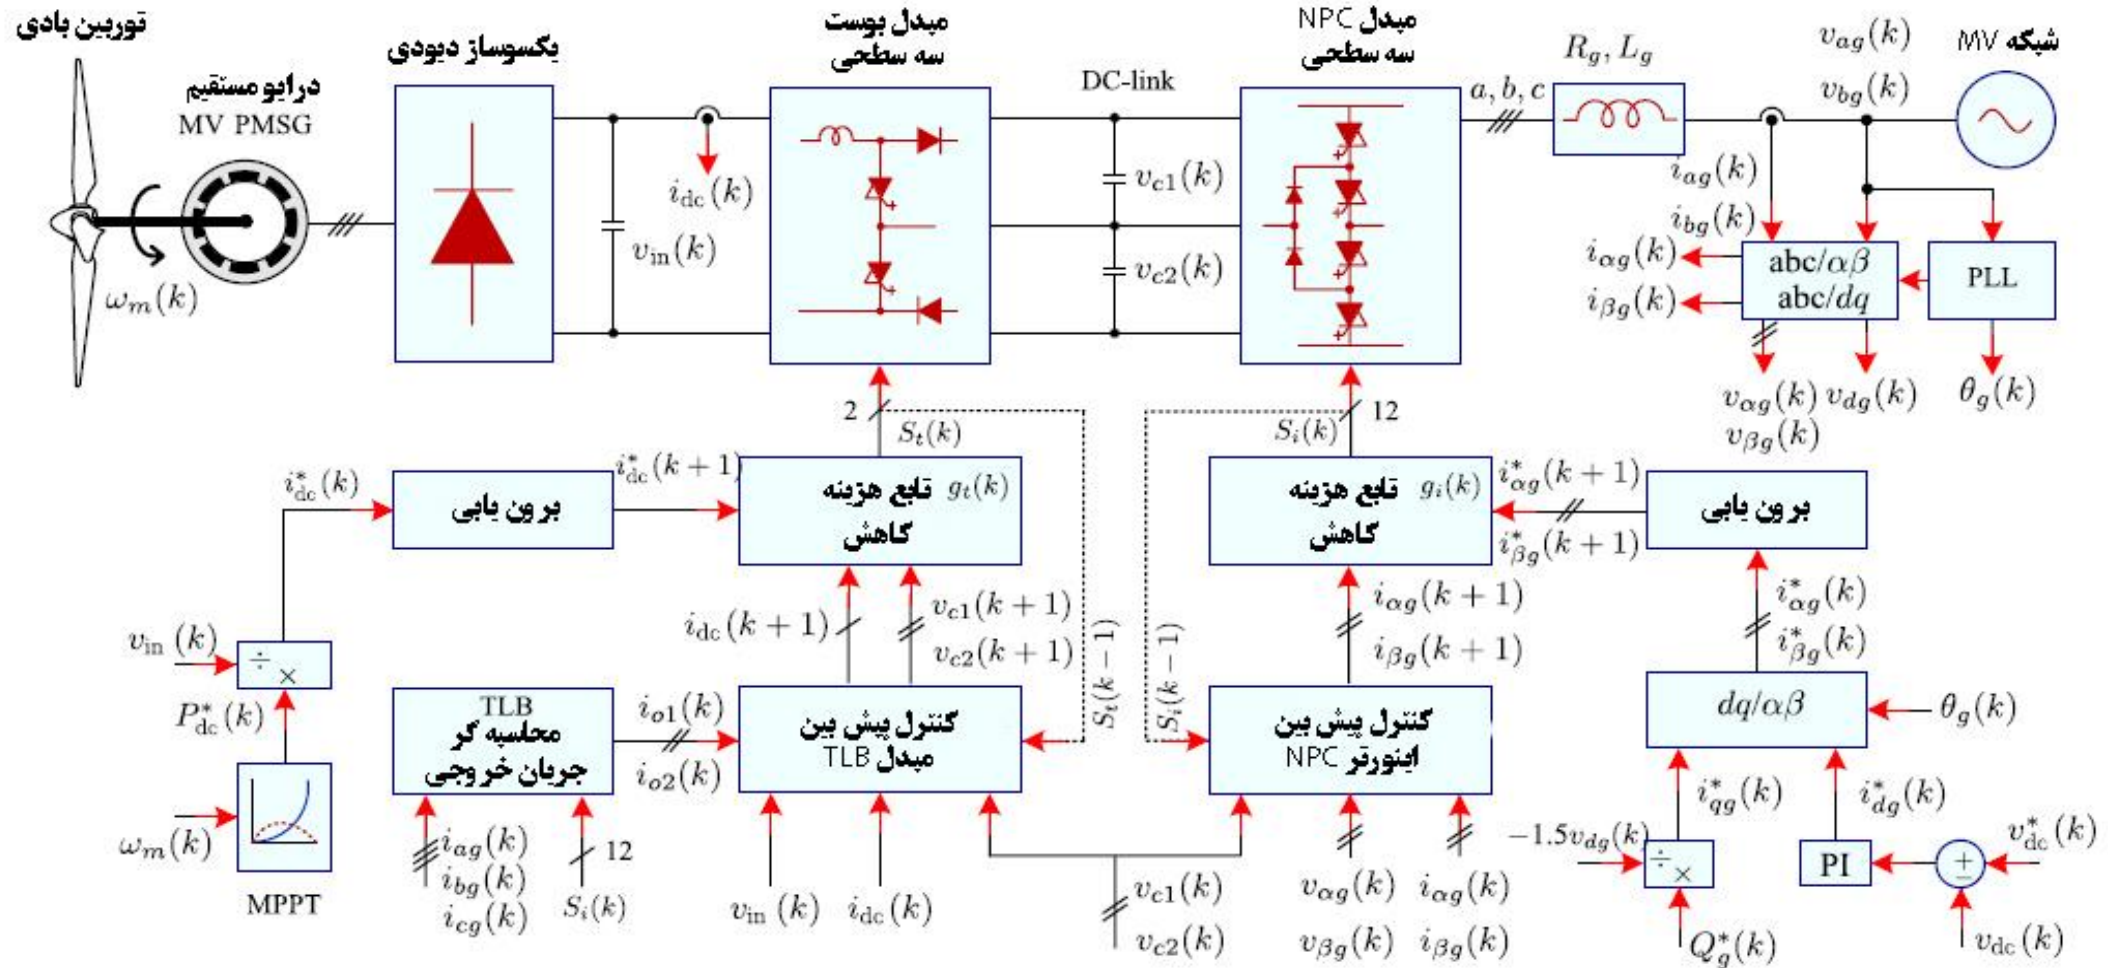 توربین بادی
درایو مستقیم
MV PMSG
ω_m(k)
یکسوساز دیودی
v_in(k)
i_dc(k)
مبدل بوست
سه سطحی
DC-link
v_c1(k)
v_c2(k)
مبدل NPC
سه سطحی
a, b, c
R_g, L_g
v_ag(k)
v_bg(k)
شبکه MV
i_ag(k)
i_bg(k)
i_αg(k)
i_βg(k)
abc/αβ
abc/dq
PLL
v_αg(k)
v_βg(k)
v_dg(k)
θ_g(k)
2
S_t(k)
12
S_i(k)
i*_dc(k)
برون یابی
i*_dc(k+1)
تابع هزینه g_t(k)
کاهش
تابع هزینه g_i(k)
کاهش
i*_αg(k+1)
i*_βg(k+1)
برون یابی
v_in(k)
÷
×
P*_dc(k)
i_dc(k+1)
v_c1(k+1)
v_c2(k+1)
S_t(k−1)
S_i(k−1)
i_αg(k+1)
i_βg(k+1)
i*_αg(k)
i*_βg(k)
TLB
محاسبه گر
جریان خروجی
i_o1(k)
i_o2(k)
کنترل پیش بین
مبدل TLB
کنترل پیش بین
اینورتر NPC
dq/αβ
θ_g(k)
ω_m(k)
MPPT
i_ag(k)
i_bg(k)
i_cg(k)
12
S_i(k)
v_in(k)
i_dc(k)
v_c1(k)
v_c2(k)
v_αg(k)
v_βg(k)
i_αg(k)
i_βg(k)
i*_qg(k)
i*_dg(k)
−1.5v_dg(k)
÷
×
Q*_g(k)
PI
+
−
v*_dc(k)
v_dc(k)